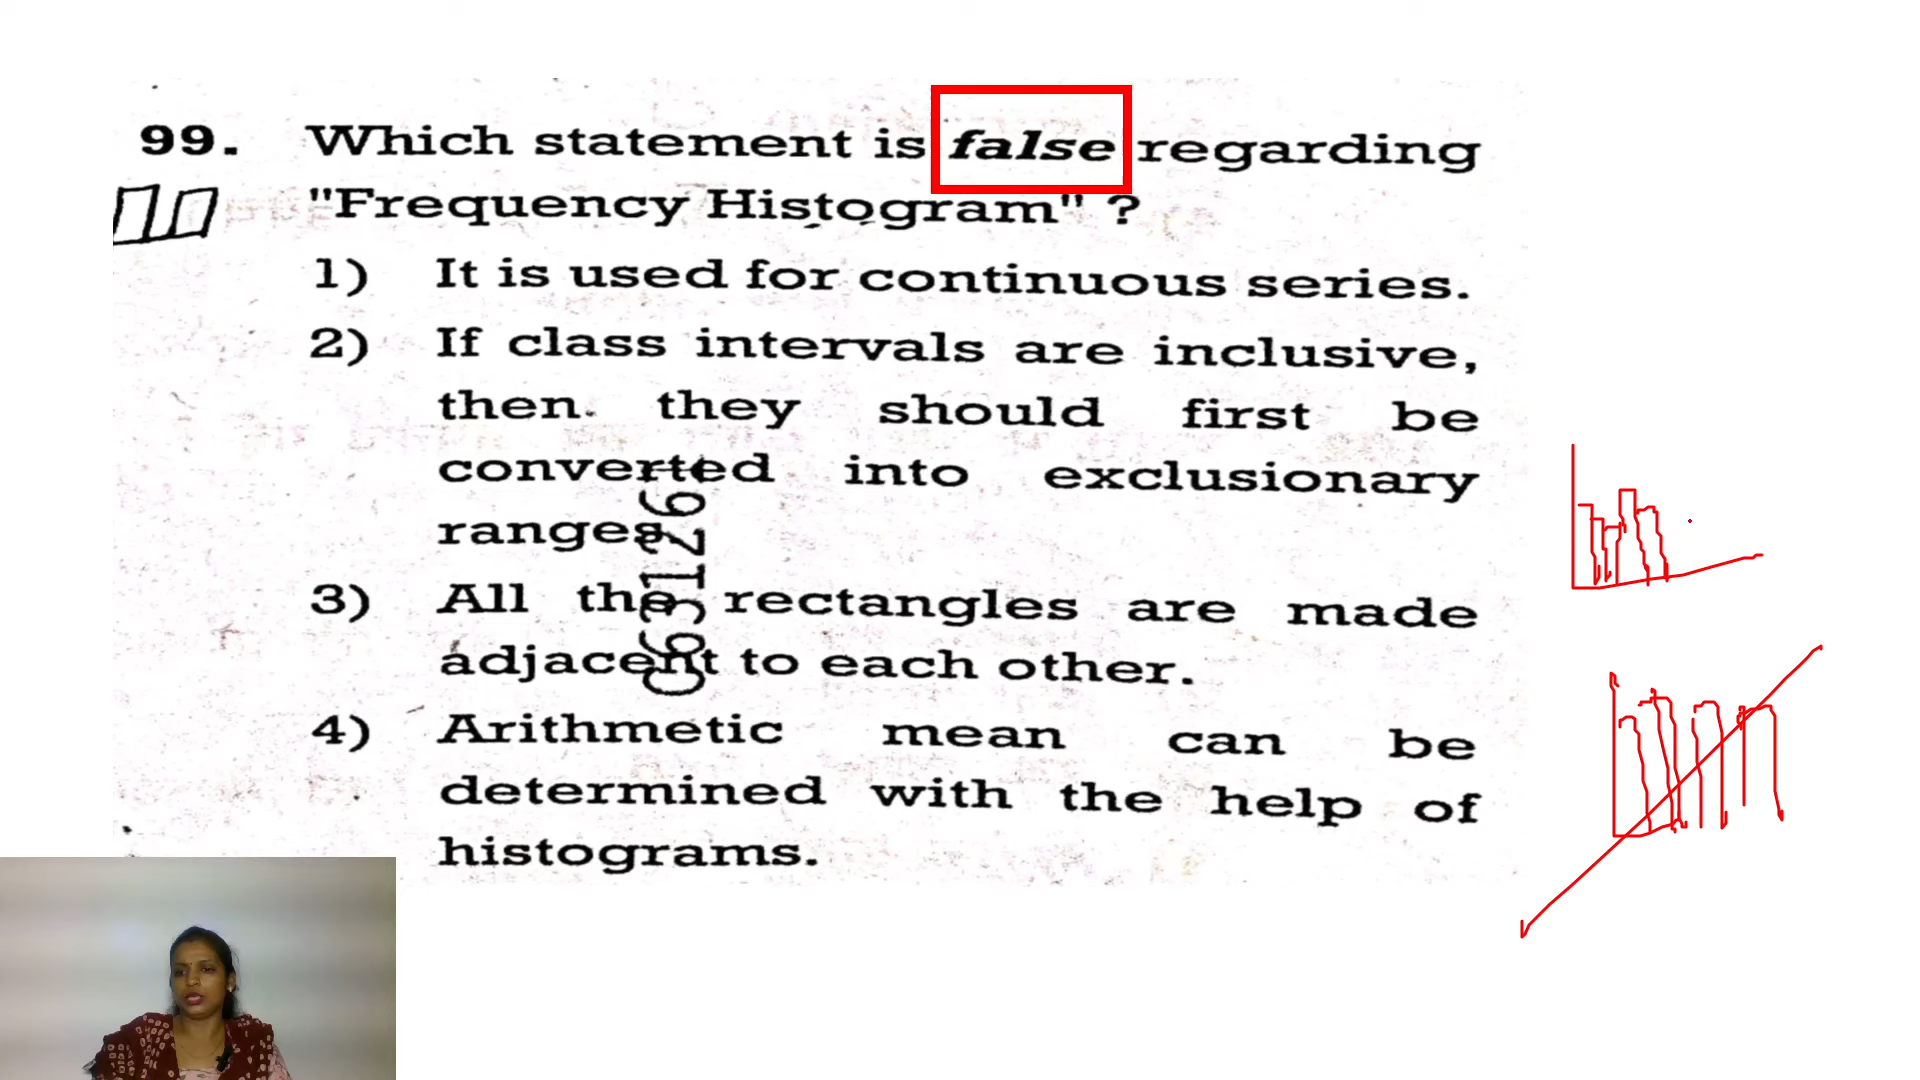 99. Which statement is false regarding
"Frequency Histogram" ?
1) It is used for continuous series.
2) If class intervals are inclusive,
then they should first be
converted into exclusionary
ranges
3) All the rectangles are made
adjacent to each other.
4) Arithmetic mean can be
determined with the help of
histograms.